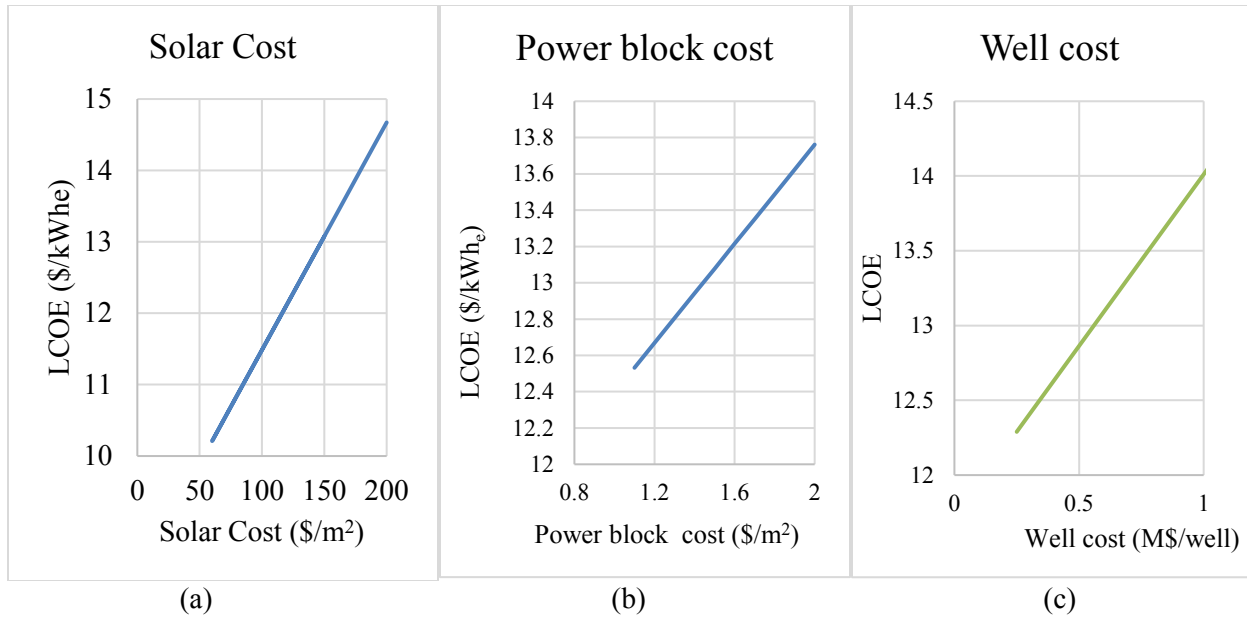 Solar Cost
15
14
13
12
11
10
LCOE ($/kWhe)
0 50 100 150 200
Solar Cost ($/m²)
(a)
Power block cost
14
13.8
13.6
13.4
13.2
13
12.8
12.6
12.4
12.2
12
LCOE ($/kWhₑ)
0.8 1.2 1.6 2
Power block cost ($/m²)
(b)
Well cost
14.5
14
13.5
13
12.5
12
LCOE
0 0.5 1
Well cost (M$/well)
(c)